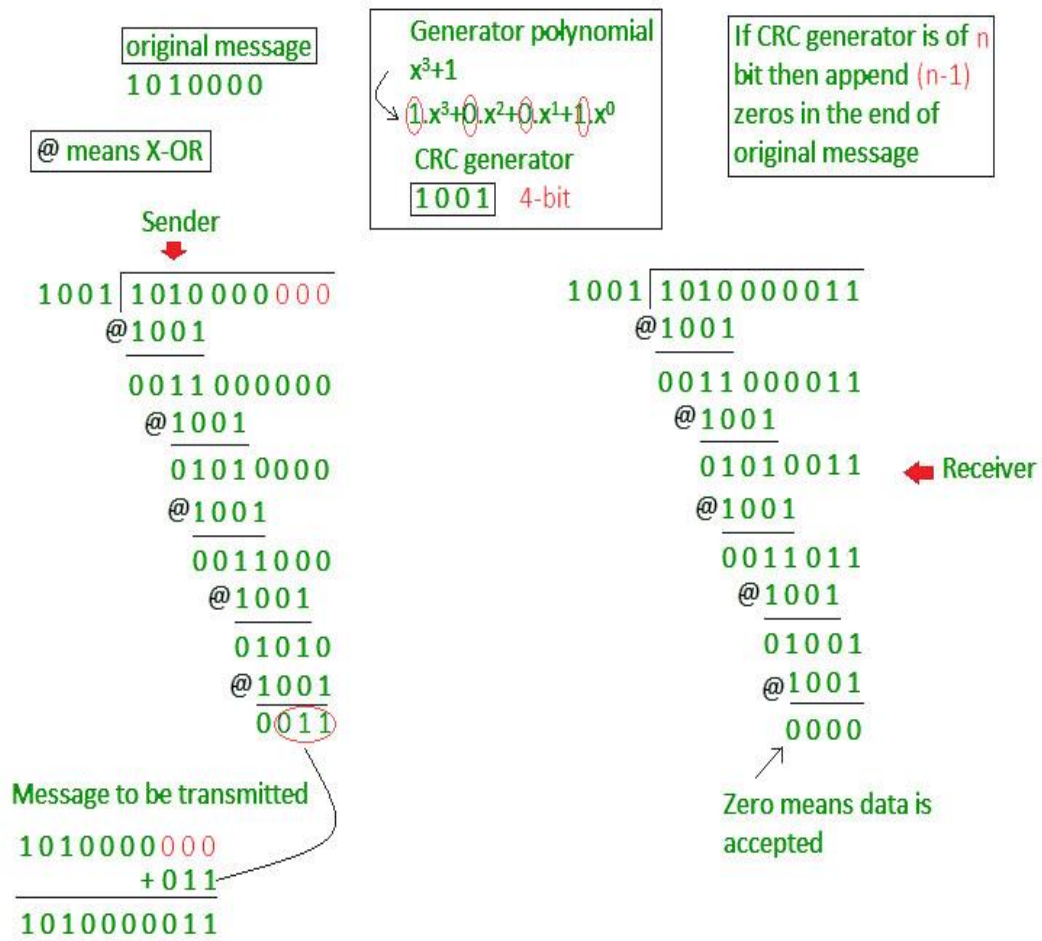 original message
1010000
@ means X-OR
Generator polynomial
x³+1
1.x³+0.x²+0.x¹+1.x⁰
CRC generator
1001 4-bit
If CRC generator is of n
bit then append (n-1)
zeros in the end of
original message
Sender
1001 1010000000
@1001
0011000000
@1001
01010000
@1001
0011000
@1001
01010
@1001
0011
Message to be transmitted
1010000000
+011
1010000011
1001 1010000011
@1001
0011000011
@1001
01010011
@1001
0011011
@1001
01001
@1001
0000
Receiver
Zero means data is
accepted